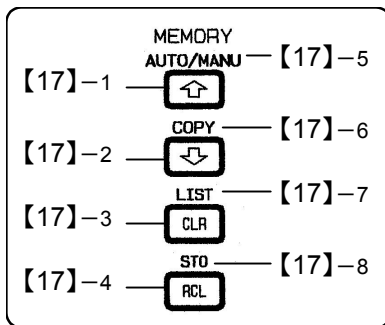 MEMORY
AUTO/MANU 【17】−5
【17】−1
COPY 【17】−6
【17】−2
LIST 【17】−7
【17】−3 CLR
STO 【17】−8
【17】−4 RCL